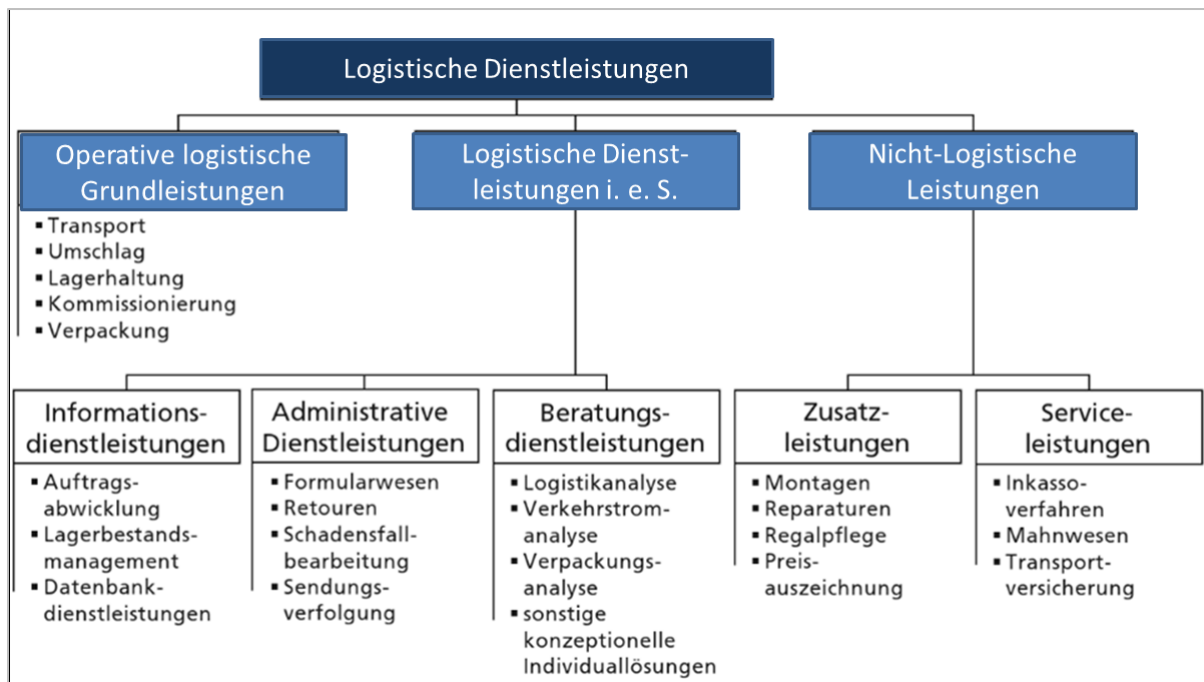 Logistische Dienstleistungen
Operative logistische
Grundleistungen
▪ Transport
▪ Umschlag
▪ Lagerhaltung
▪ Kommissionierung
▪ Verpackung
Logistische Dienst-
leistungen i. e. S.
Nicht-Logistische
Leistungen
Informations-
dienstleistungen
▪ Auftrags-
abwicklung
▪ Lagerbestands-
management
▪ Datenbank-
dienstleistungen
Administrative
Dienstleistungen
▪ Formularwesen
▪ Retouren
▪ Schadensfall-
bearbeitung
▪ Sendungs-
verfolgung
Beratungs-
dienstleistungen
▪ Logistikanalyse
▪ Verkehrstrom-
analyse
▪ Verpackungs-
analyse
▪ sonstige
konzeptionelle
Individuallösungen
Zusatz-
leistungen
▪ Montagen
▪ Reparaturen
▪ Regalpflege
▪ Preis-
auszeichnung
Service-
leistungen
▪ Inkasso-
verfahren
▪ Mahnwesen
▪ Transport-
versicherung